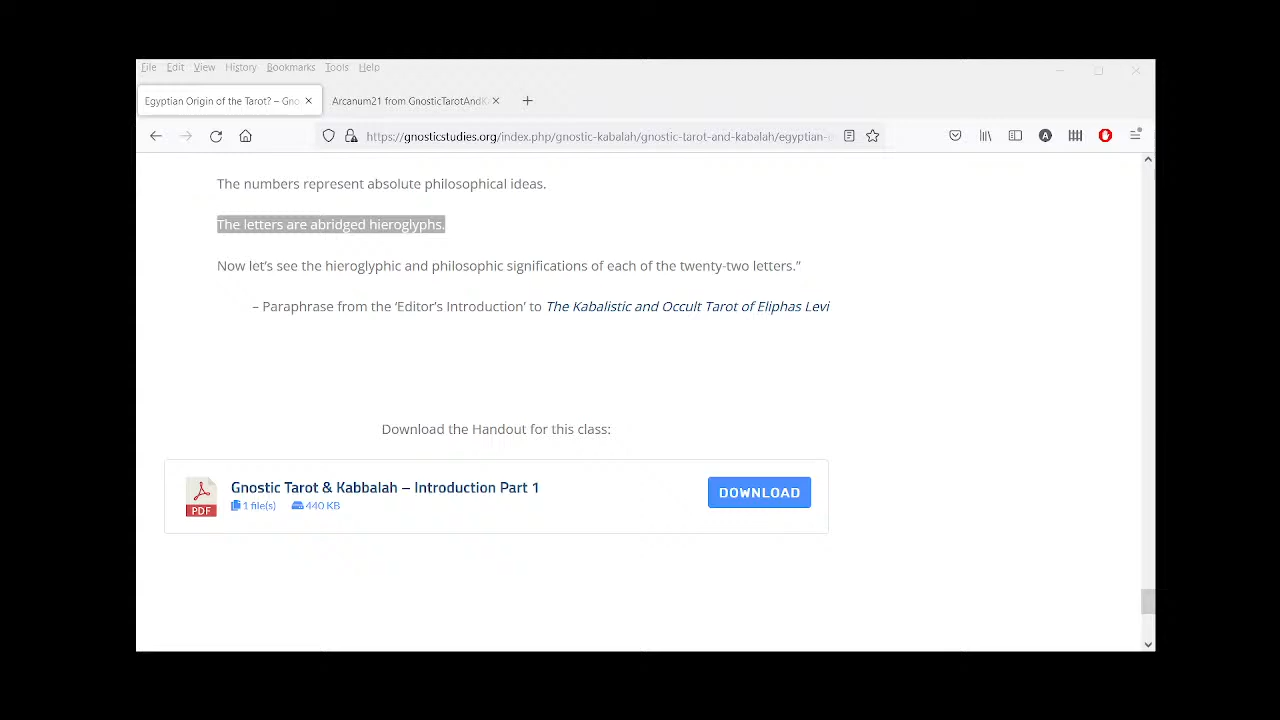 File Edit View History Bookmarks Tools Help
Egyptian Origin of the Tarot? – Gno
Arcanum21 from GnosticTarotAndK
https://gnosticstudies.org/index.php/gnostic-kabalah/gnostic-tarot-and-kabalah/egyptian-
A
The numbers represent absolute philosophical ideas.
The letters are abridged hieroglyphs.
Now let’s see the hieroglyphic and philosophic significations of each of the twenty-two letters.”
– Paraphrase from the ‘Editor’s Introduction’ to The Kabalistic and Occult Tarot of Eliphas Levi
Download the Handout for this class:
PDF
Gnostic Tarot & Kabbalah – Introduction Part 1
1 file(s) 440 KB
DOWNLOAD